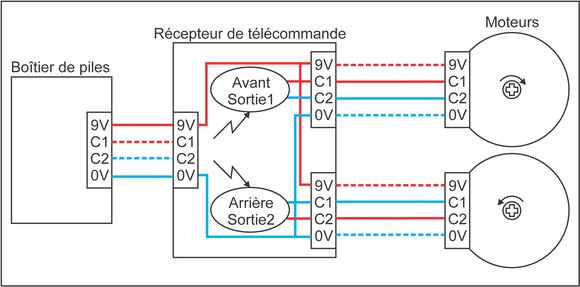 Moteurs
Récepteur de télécommande
Boîtier de piles
Avant
Sortie1
Arrière
Sortie2
9V
C1
C2
0V
9V
C1
C2
0V
9V
C1
C2
0V
9V
C1
C2
0V
9V
C1
C2
0V
9V
C1
C2
0V